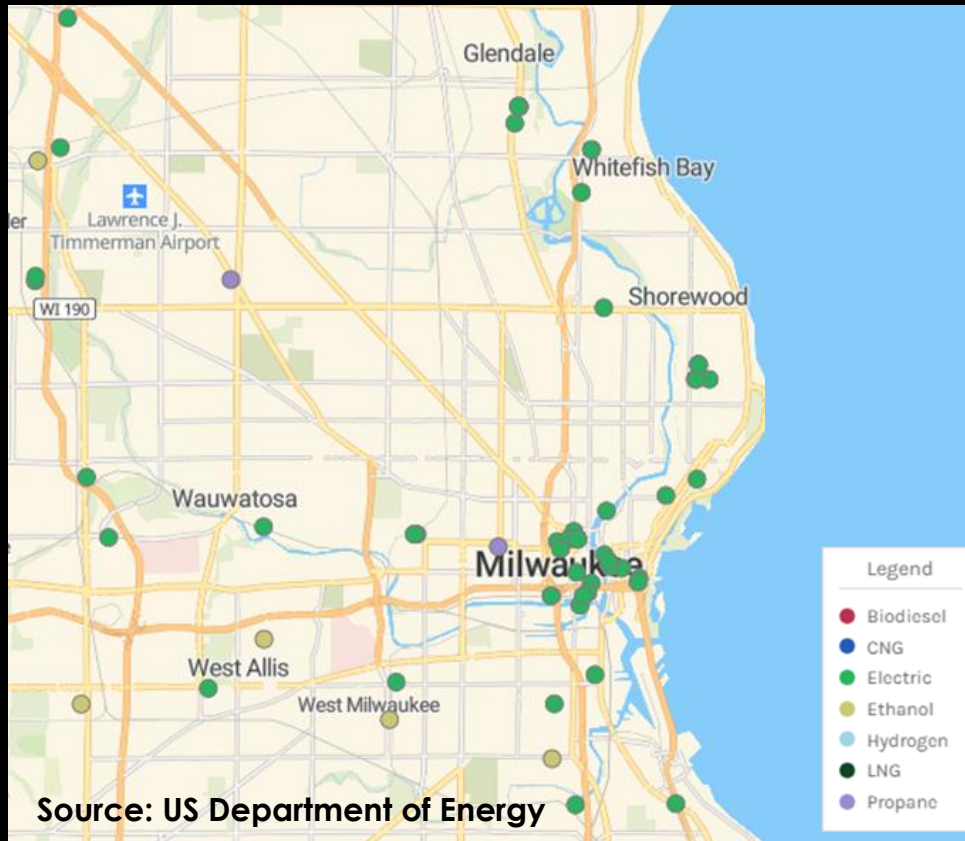 Glendale
Whitefish Bay
ler
Lawrence J.
Timmerman Airport
WI 190
Shorewood
Wauwatosa
e
Milwaukee
West Allis
West Milwaukee
Legend
Biodiesel
CNG
Electric
Ethanol
Hydrogen
LNG
Propane
Source: US Department of Energy